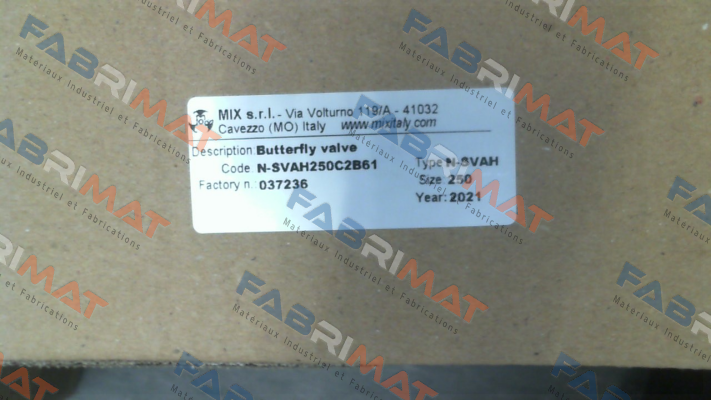 MIX s.r.l. - Via Volturno 119/A - 41032
Cavezzo (MO) Italy www.mixitaly.com
Description: Butterfly valve
Code N-SVAH250C2B61 Type N-SVAH
Factory n. 037236 Size 250
Year: 2021
FABRIMAT
Materiaux Industriel et Fabrications